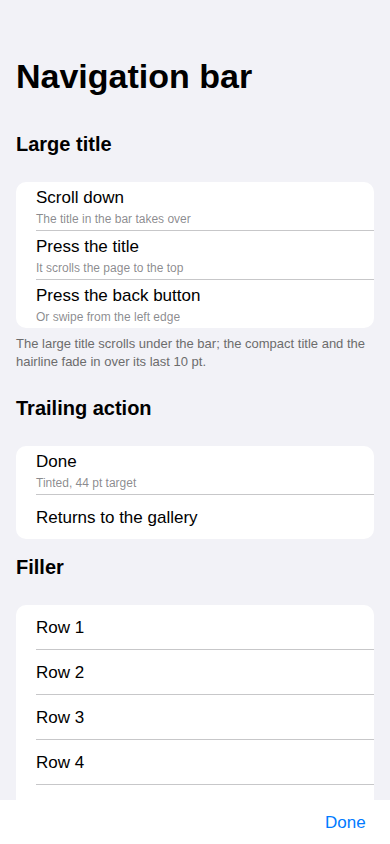 Navigation bar
Large title
Scroll down
The title in the bar takes over
Press the title
It scrolls the page to the top
Press the back button
Or swipe from the left edge
The large title scrolls under the bar; the compact title and the
hairline fade in over its last 10 pt.
Trailing action
Done
Tinted, 44 pt target
Returns to the gallery
Filler
Row 1
Row 2
Row 3
Row 4
Done